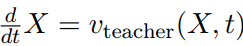 d/dt X = v_teacher(X, t)